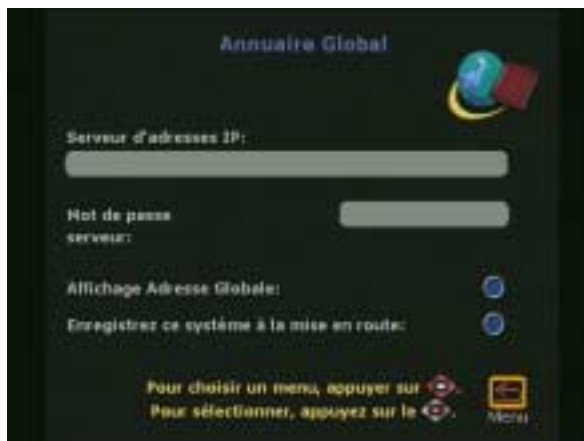 Annuaire Global
Serveur d'adresses IP:
Mot de passe
serveur:
Affichage Adresse Globale:
Enregistrez ce système à la mise en route:
Pour choisir un menu, appuyer sur .
Pour sélectionner, appuyez sur le .
Menu